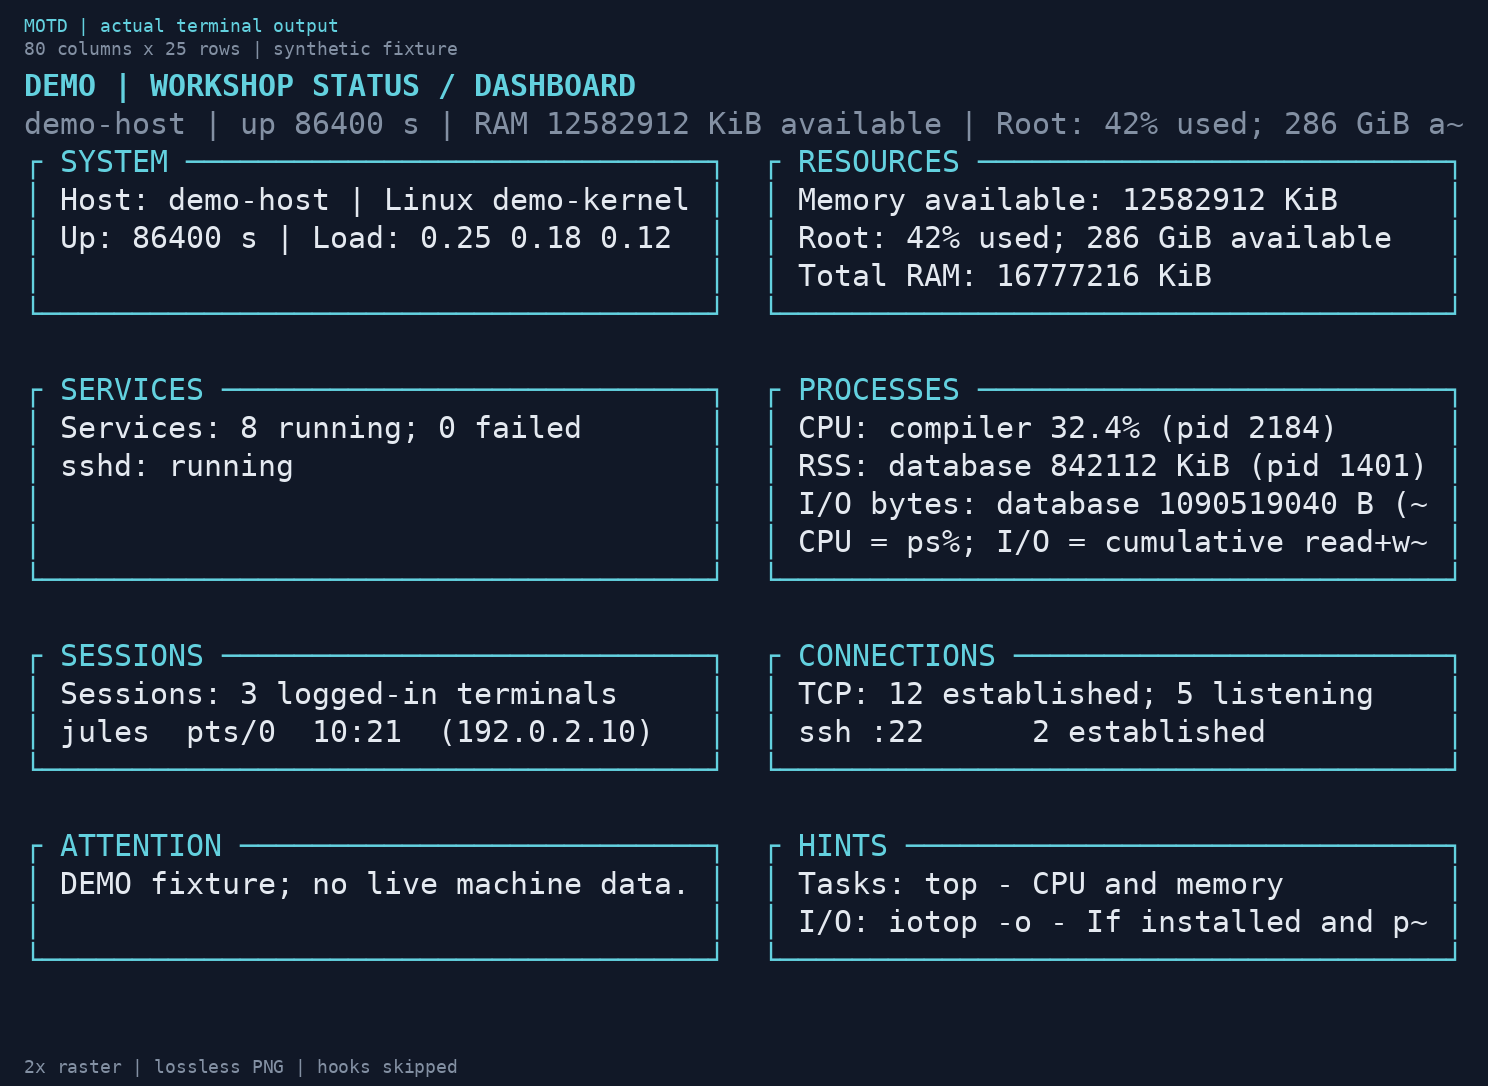 MOTD | actual terminal output
80 columns x 25 rows | synthetic fixture
DEMO | WORKSHOP STATUS / DASHBOARD
demo-host | up 86400 s | RAM 12582912 KiB available | Root: 42% used; 286 GiB a~
SYSTEM
Host: demo-host | Linux demo-kernel
Up: 86400 s | Load: 0.25 0.18 0.12
RESOURCES
Memory available: 12582912 KiB
Root: 42% used; 286 GiB available
Total RAM: 16777216 KiB
SERVICES
Services: 8 running; 0 failed
sshd: running
PROCESSES
CPU: compiler 32.4% (pid 2184)
RSS: database 842112 KiB (pid 1401)
I/O bytes: database 1090519040 B (~
CPU = ps%; I/O = cumulative read+w~
SESSIONS
Sessions: 3 logged-in terminals
jules  pts/0  10:21  (192.0.2.10)
CONNECTIONS
TCP: 12 established; 5 listening
ssh :22      2 established
ATTENTION
DEMO fixture; no live machine data.
HINTS
Tasks: top - CPU and memory
I/O: iotop -o - If installed and p~
2x raster | lossless PNG | hooks skipped